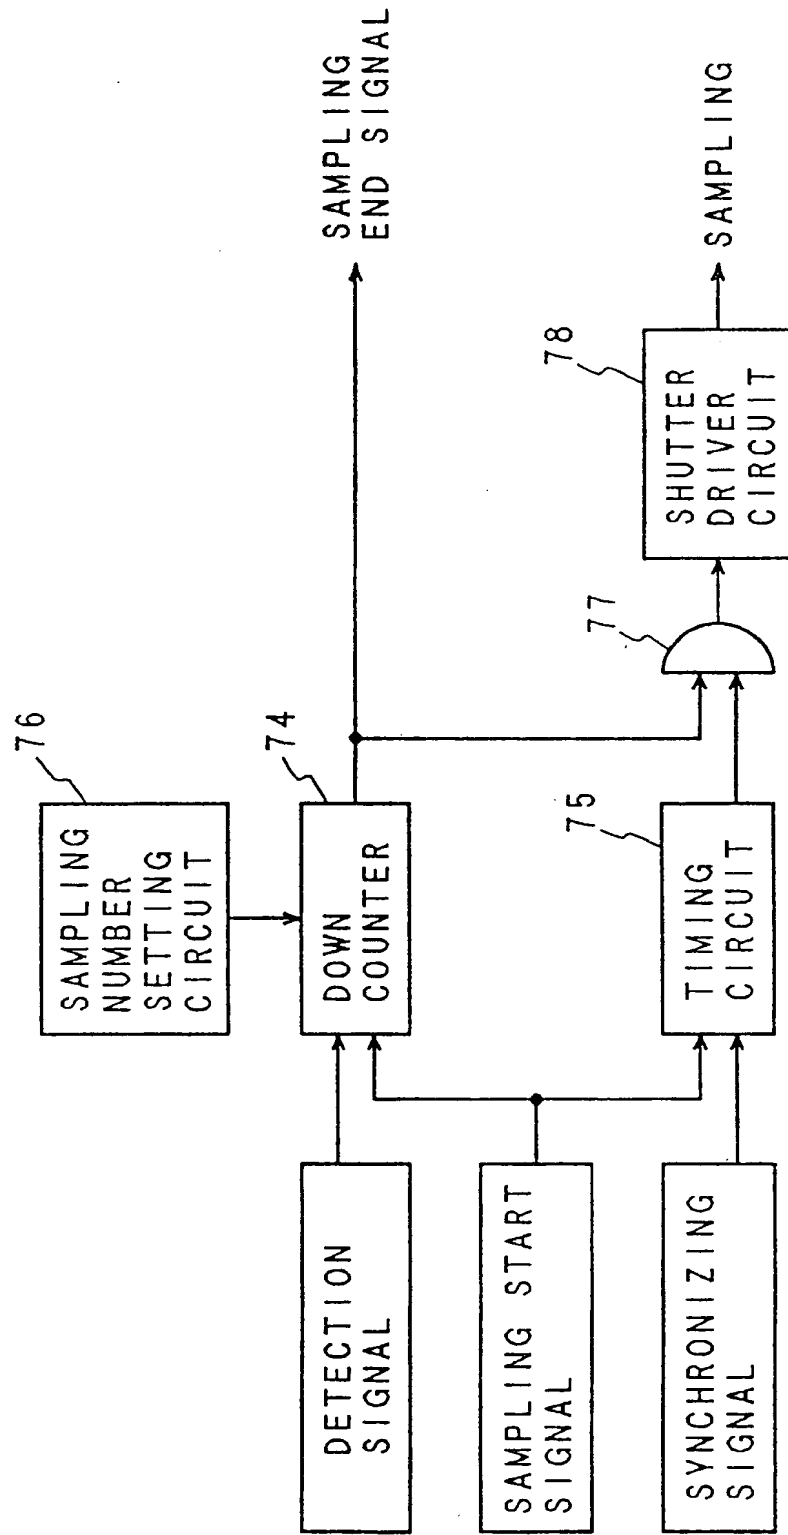 76
SAMPLING
NUMBER
SETTING
CIRCUIT
DETECTION
SIGNAL
74
DOWN
COUNTER
SAMPLING
END SIGNAL
SAMPLING START
SIGNAL
SYNCHRONIZING
SIGNAL
75
TIMING
CIRCUIT
77
78
SHUTTER
DRIVER
CIRCUIT
SAMPLING